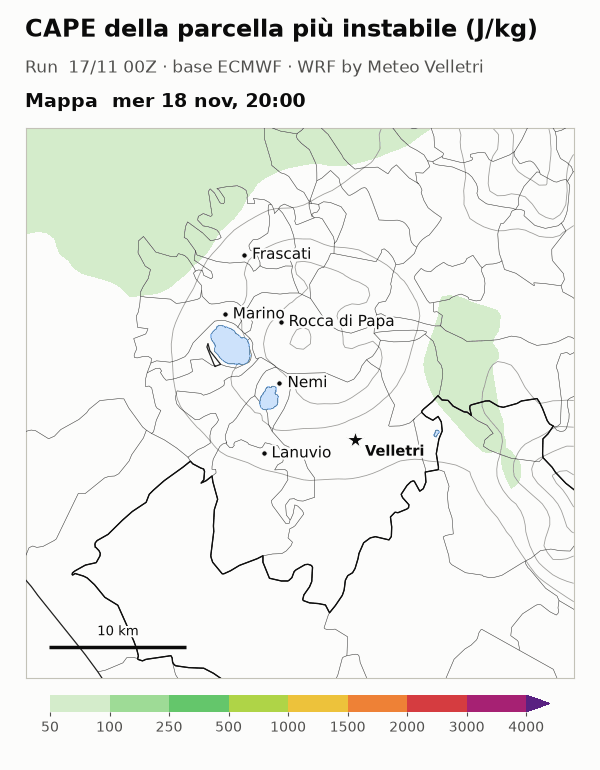 CAPE della parcella più instabile (J/kg)
Run  17/11 00Z · base ECMWF · WRF by Meteo Velletri
Mappa  mer 18 nov, 20:00
Frascati
Marino
Rocca di Papa
Nemi
Velletri
Lanuvio
10 km
50 100 250 500 1000 1500 2000 3000 4000